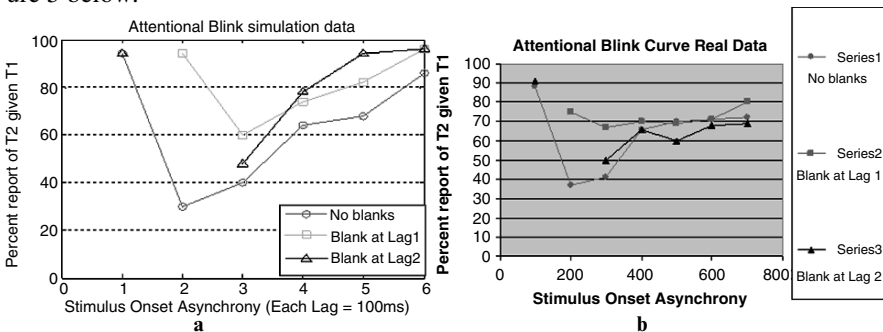 are 3 below.
Attentional Blink simulation data
Percent report of T2 given T1
100
80
60
40
20
0
0 1 2 3 4 5 6
No blanks
Blank at Lag1
Blank at Lag2
Stimulus Onset Asynchrony (Each Lag = 100ms)
a
Attentional Blink Curve Real Data
Percent report of T2 given T1
100
90
80
70
60
50
40
30
20
10
0
0 200 400 600 800
Stimulus Onset Asynchrony
b
Series1
No blanks
Series2
Blank at Lag 1
Series3
Blank at Lag 2